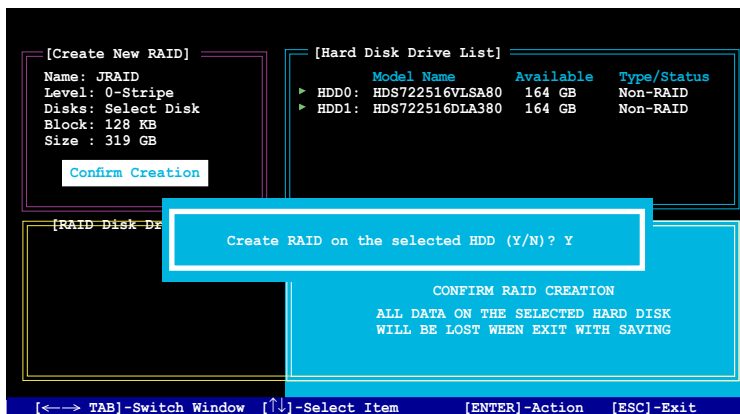 [Create New RAID]
Name: JRAID
Level: 0-Stripe
Disks: Select Disk
Block: 128 KB
Size : 319 GB
Confirm Creation
[Hard Disk Drive List]
Model Name Available Type/Status
HDD0: HDS722516VLSA80 164 GB Non-RAID
HDD1: HDS722516DLA380 164 GB Non-RAID
[RAID Disk Dr
Create RAID on the selected HDD (Y/N)? Y
CONFIRM RAID CREATION
ALL DATA ON THE SELECTED HARD DISK
WILL BE LOST WHEN EXIT WITH SAVING
[←→ TAB]-Switch Window [↑↓]-Select Item [ENTER]-Action [ESC]-Exit